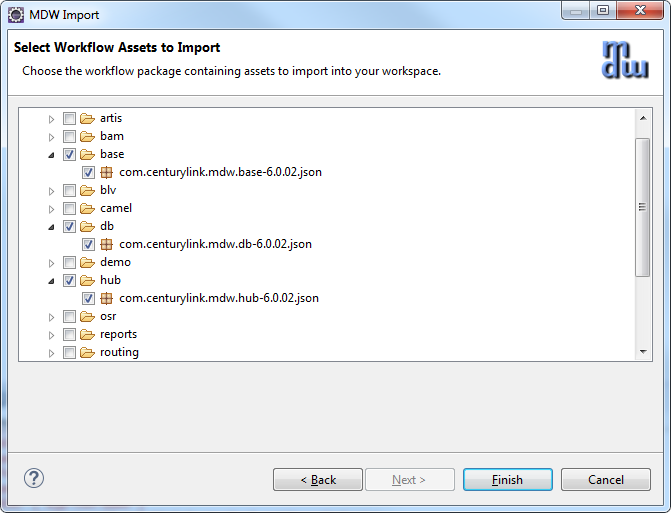 MDW Import
Select Workflow Assets to Import
Choose the workflow package containing assets to import into your workspace.
mdw
artis
bam
base
com.centurylink.mdw.base-6.0.02.json
blv
camel
db
com.centurylink.mdw.db-6.0.02.json
demo
hub
com.centurylink.mdw.hub-6.0.02.json
osr
reports
routing
?
< Back
Next >
Finish
Cancel